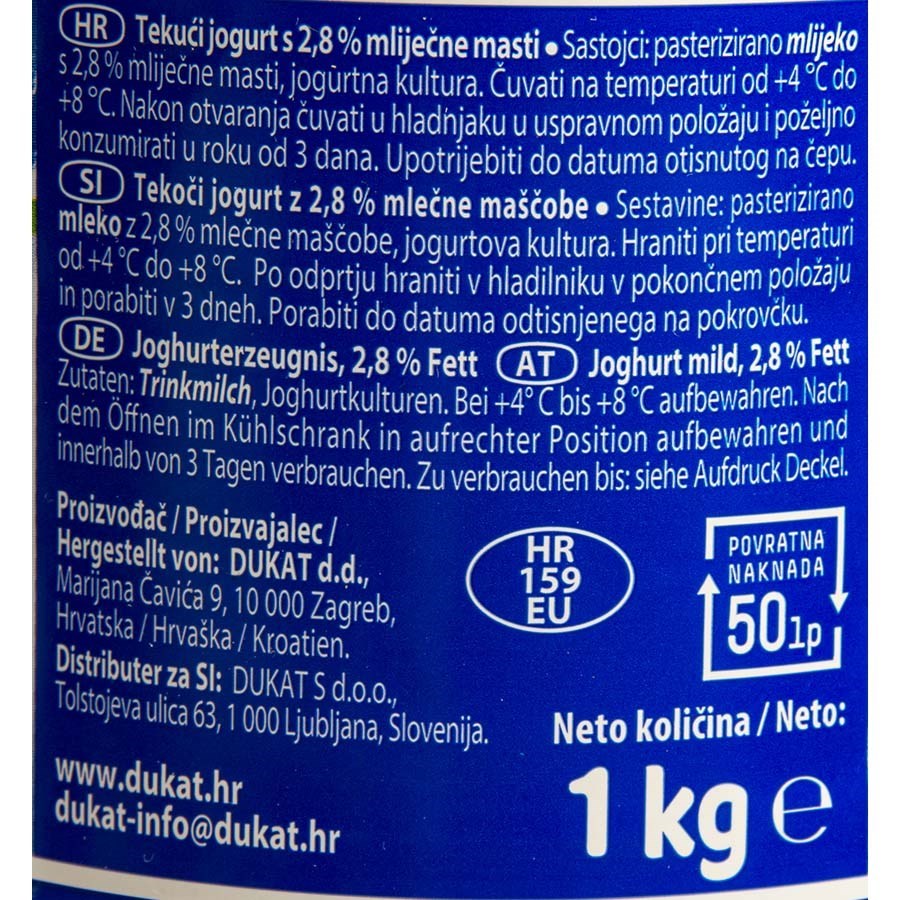 HR Tekući jogurt s 2,8 % mliječne masti • Sastojci: pasterizirano mlijeko
s 2,8 % mliječne masti, jogurtna kultura. Čuvati na temperaturi od +4 °C do
+8 °C. Nakon otvaranja čuvati u hladnjaku u uspravnom položaju i poželjno
konzumirati u roku od 3 dana. Upotrijebiti do datuma otisnutog na čepu.
SI Tekoči jogurt z 2,8 % mlečne maščobe • Sestavine: pasterizirano
mleko z 2,8 % mlečne maščobe, jogurtova kultura. Hraniti pri temperaturi
od +4 °C do +8 °C. Po odprtju hraniti v hladilniku v pokončnem položaju
in porabiti v 3 dneh. Porabiti do datuma odtisnjenega na pokrovčku.
DE Joghurterzeugnis, 2,8 % Fett AT Joghurt mild, 2,8 % Fett
Zutaten: Trinkmilch, Joghurtkulturen. Bei +4° C bis +8 °C aufbewahren. Nach
dem Öffnen im Kühlschrank in aufrechter Position aufbewahren und
innerhalb von 3 Tagen verbrauchen. Zu verbrauchen bis: siehe Aufdruck Deckel.
Proizvođač / Proizvajalec /
Hergestellt von: DUKAT d.d.,
Marijana Čavića 9, 10 000 Zagreb,
Hrvatska / Hrvaška / Kroatien.
Distributer za SI: DUKAT S d.o.o.,
Tolstojeva ulica 63, 1 000 Ljubljana, Slovenija.
www.dukat.hr
dukat-info@dukat.hr
HR
159
EU
POVRATNA
NAKNADA
50lp
Neto količina / Neto:
1 kg ℮